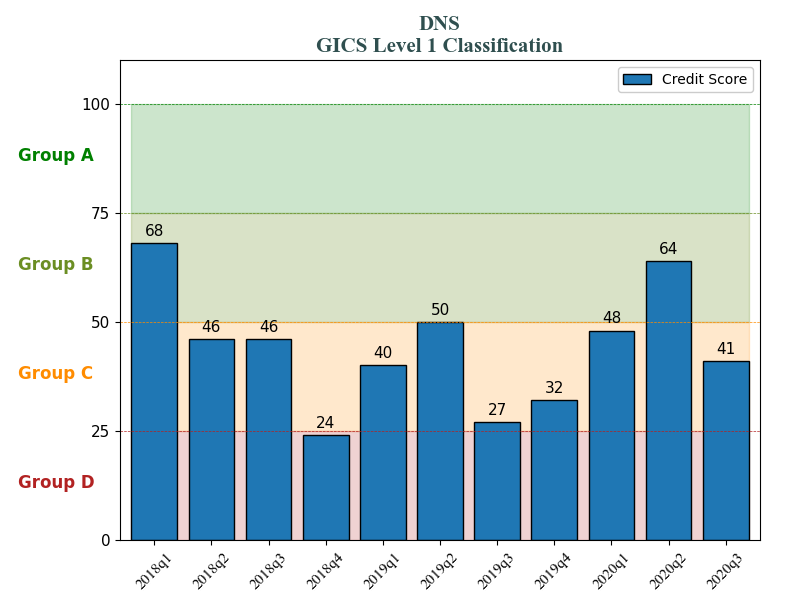 DNS
GICS Level 1 Classification
Credit Score
100
Group A
75
68
Group B
64
50
50
46
46
48
40
41
Group C
32
27
25
24
Group D
0
2018q1
2018q2
2018q3
2018q4
2019q1
2019q2
2019q3
2019q4
2020q1
2020q2
2020q3